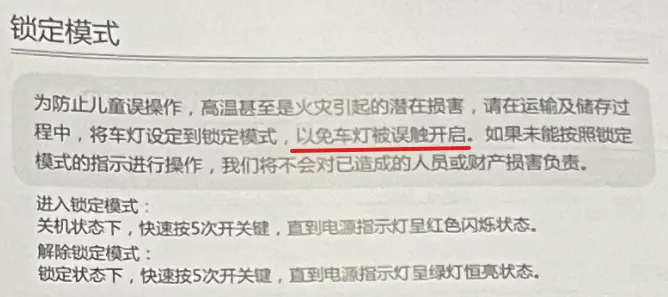 锁定模式
为防止儿童误操作，高温甚至是火灾引起的潜在损害，请在运输及储存过
程中，将车灯设定到锁定模式，以免车灯被误触开启。如果未能按照锁定
模式的指示进行操作，我们将不会对已造成的人员或财产损害负责。
进入锁定模式：
关机状态下，快速按5次开关键，直到电源指示灯呈红色闪烁状态。
解除锁定模式：
锁定状态下，快速按5次开关键，直到电源指示灯呈绿灯恒亮状态。